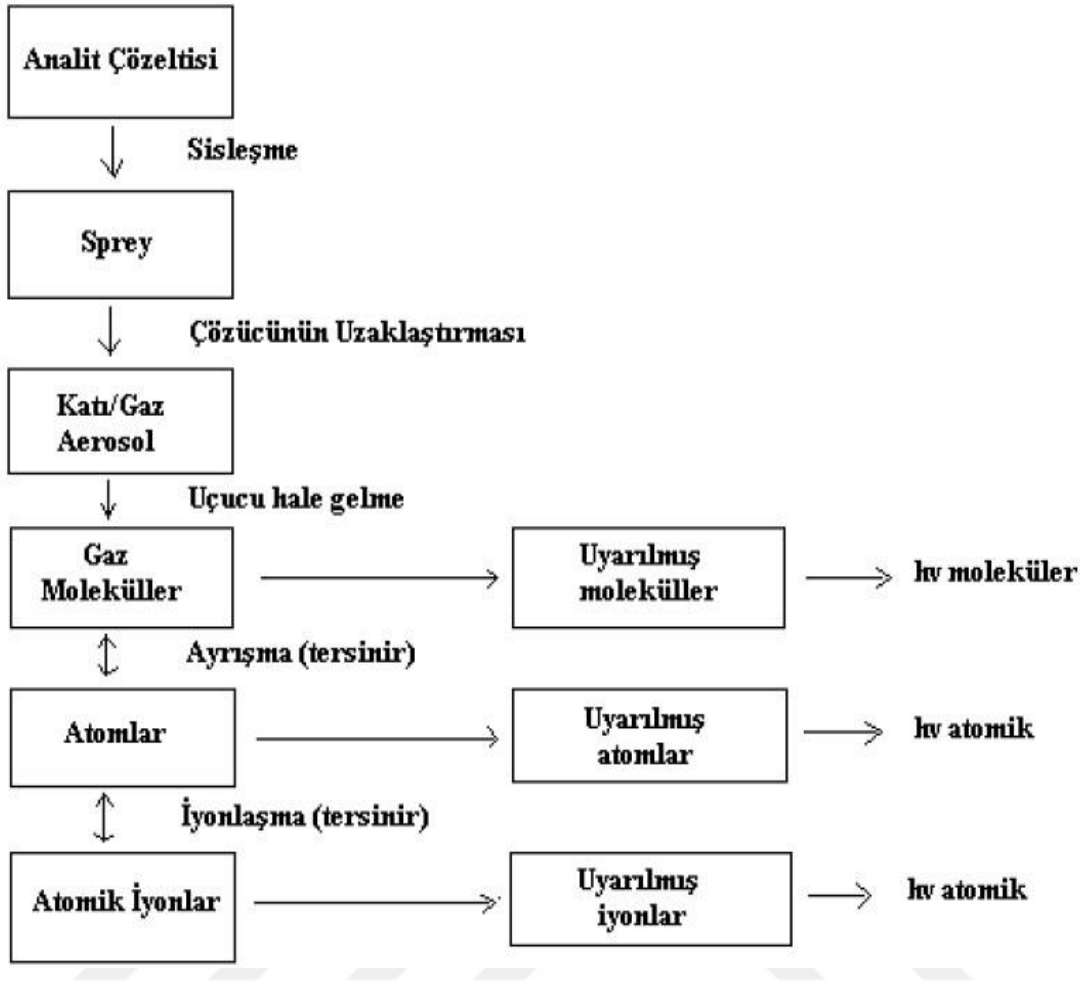 Analit Çözeltisi
Sisleşme
Sprey
Çözücünün Uzaklaştırması
Katı/Gaz
Aerosol
Uçucu hale gelme
Gaz
Moleküller
Uyarılmış
moleküller
hv moleküler
Ayrışma (tersinir)
Atomlar
Uyarılmış
atomlar
hv atomik
İyonlaşma (tersinir)
Atomik İyonlar
Uyarılmış
iyonlar
hv atomik